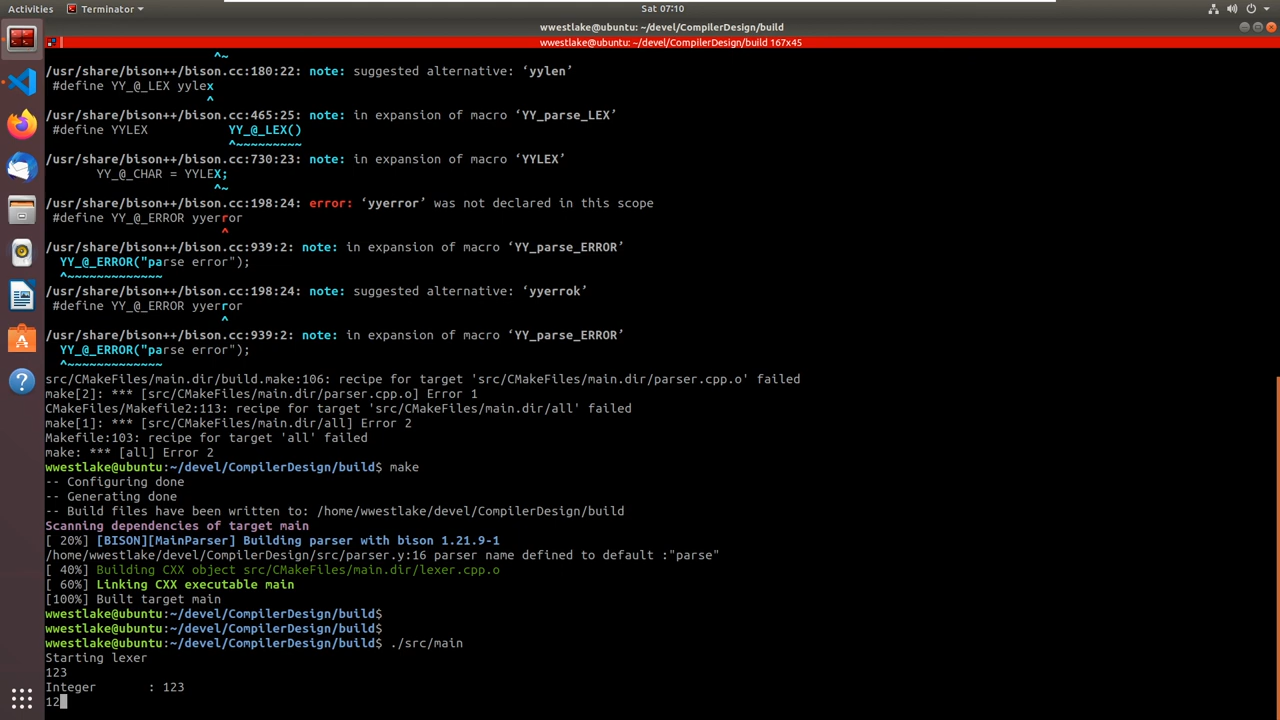 Activities
Terminator
Sat 07:10
wwestlake@ubuntu: ~/devel/CompilerDesign/build
wwestlake@ubuntu: ~/devel/CompilerDesign/build 167x45
^~
/usr/share/bison++/bison.cc:180:22: note: suggested alternative: ‘yylen’
#define YY_@_LEX yylex
^
/usr/share/bison++/bison.cc:465:25: note: in expansion of macro ‘YY_parse_LEX’
#define YYLEX           YY_@_LEX()
^~~~~~~~~
/usr/share/bison++/bison.cc:730:23: note: in expansion of macro ‘YYLEX’
YY_@_CHAR = YYLEX;
^~
/usr/share/bison++/bison.cc:198:24: error: ‘yyerror’ was not declared in this scope
#define YY_@_ERROR yyerror
^
/usr/share/bison++/bison.cc:939:2: note: in expansion of macro ‘YY_parse_ERROR’
YY_@_ERROR("parse error");
^~~~~~~~~~~~~
/usr/share/bison++/bison.cc:198:24: note: suggested alternative: ‘yyerrok’
#define YY_@_ERROR yyerror
^
/usr/share/bison++/bison.cc:939:2: note: in expansion of macro ‘YY_parse_ERROR’
YY_@_ERROR("parse error");
^~~~~~~~~~~~~
src/CMakeFiles/main.dir/build.make:106: recipe for target 'src/CMakeFiles/main.dir/parser.cpp.o' failed
make[2]: *** [src/CMakeFiles/main.dir/parser.cpp.o] Error 1
CMakeFiles/Makefile2:113: recipe for target 'src/CMakeFiles/main.dir/all' failed
make[1]: *** [src/CMakeFiles/main.dir/all] Error 2
Makefile:103: recipe for target 'all' failed
make: *** [all] Error 2
wwestlake@ubuntu:~/devel/CompilerDesign/build$ make
-- Configuring done
-- Generating done
-- Build files have been written to: /home/wwestlake/devel/CompilerDesign/build
Scanning dependencies of target main
[ 20%] [BISON][MainParser] Building parser with bison 1.21.9-1
/home/wwestlake/devel/CompilerDesign/src/parser.y:16 parser name defined to default :"parse"
[ 40%] Building CXX object src/CMakeFiles/main.dir/lexer.cpp.o
[ 60%] Linking CXX executable main
[100%] Built target main
wwestlake@ubuntu:~/devel/CompilerDesign/build$
wwestlake@ubuntu:~/devel/CompilerDesign/build$
wwestlake@ubuntu:~/devel/CompilerDesign/build$ ./src/main
Starting lexer
123
Integer       : 123
12